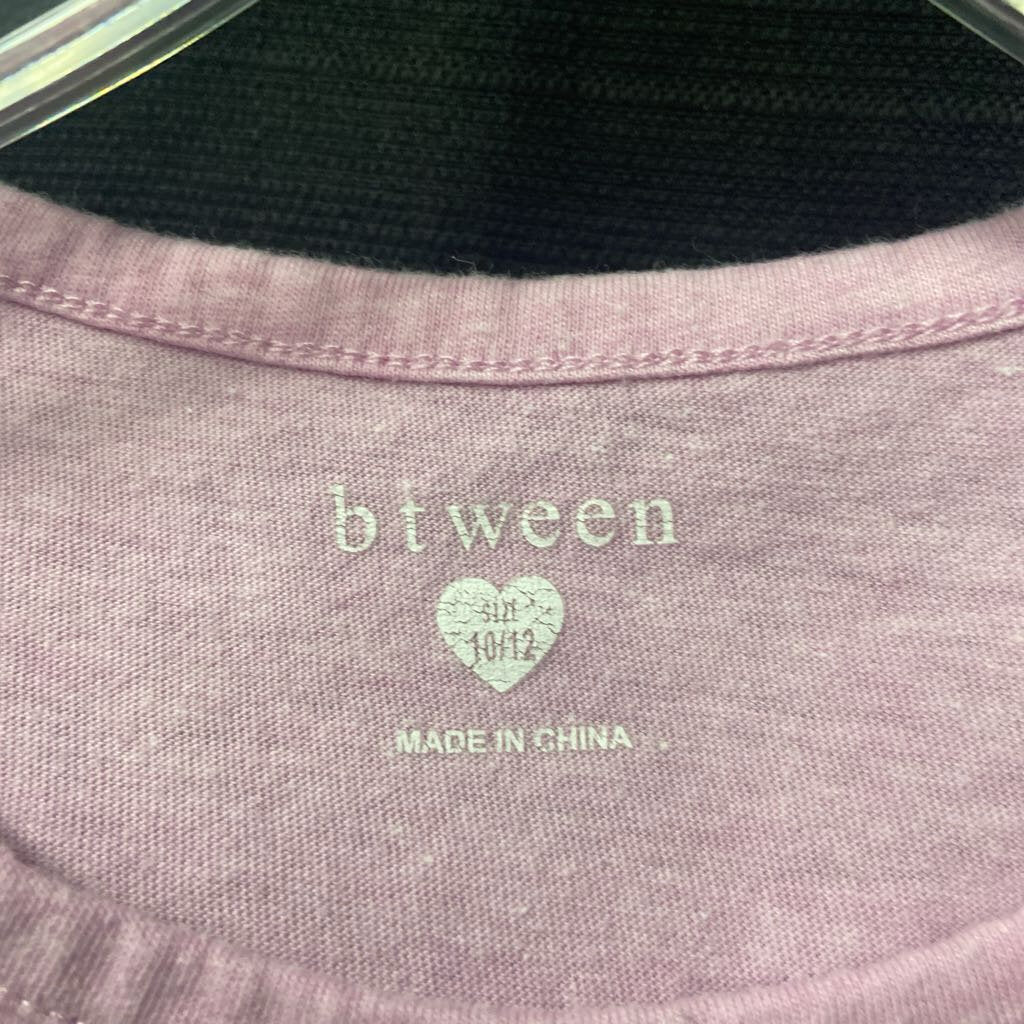 btween
SIZE
10/12
MADE IN CHINA